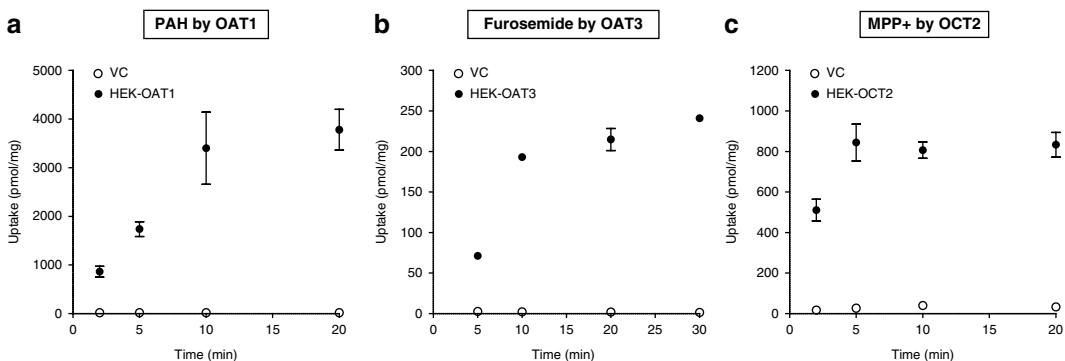 a
PAH by OAT1
VC
HEK-OAT1
Uptake (pmol/mg)
5000
4000
3000
2000
1000
0
0 5 10 15 20
Time (min)
b
Furosemide by OAT3
VC
HEK-OAT3
Uptake (pmol/mg)
300
250
200
150
100
50
0
0 5 10 15 20 25 30
Time (min)
c
MPP+ by OCT2
VC
HEK-OCT2
Uptake (pmol/mg)
1200
1000
800
600
400
200
0
0 5 10 15 20
Time (min)